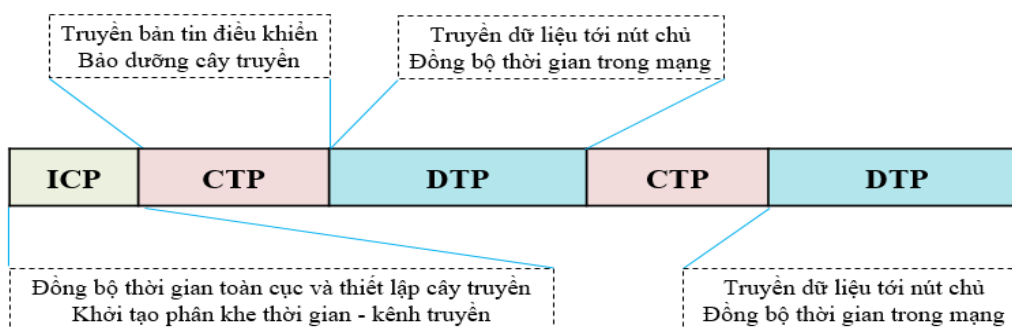 Truyền bản tin điều khiển
Bảo dưỡng cây truyền
Truyền dữ liệu tới nút chủ
Đồng bộ thời gian trong mạng
ICP
CTP
DTP
CTP
DTP
Đồng bộ thời gian toàn cục và thiết lập cây truyền
Khởi tạo phân khe thời gian - kênh truyền
Truyền dữ liệu tới nút chủ
Đồng bộ thời gian trong mạng